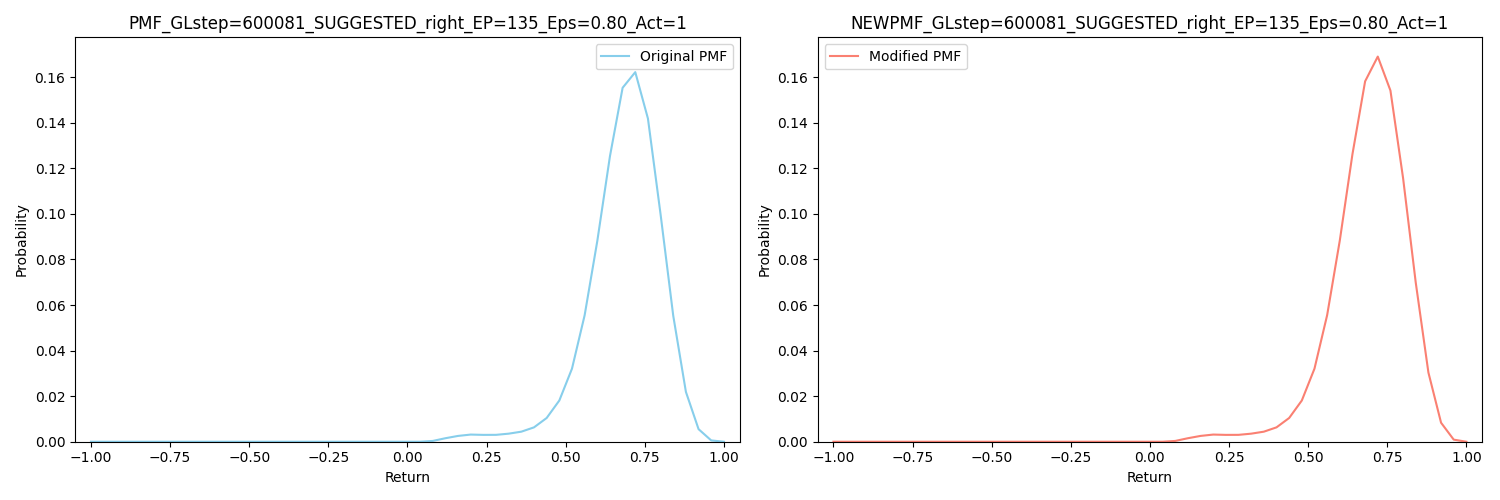 PMF_GLstep=600081_SUGGESTED_right_EP=135_Eps=0.80_Act=1
Original PMF
Probability
0.16
0.14
0.12
0.10
0.08
0.06
0.04
0.02
0.00
−1.00 −0.75 −0.50 −0.25 0.00 0.25 0.50 0.75 1.00
Return
NEWPMF_GLstep=600081_SUGGESTED_right_EP=135_Eps=0.80_Act=1
Modified PMF
Probability
0.16
0.14
0.12
0.10
0.08
0.06
0.04
0.02
0.00
−1.00 −0.75 −0.50 −0.25 0.00 0.25 0.50 0.75 1.00
Return